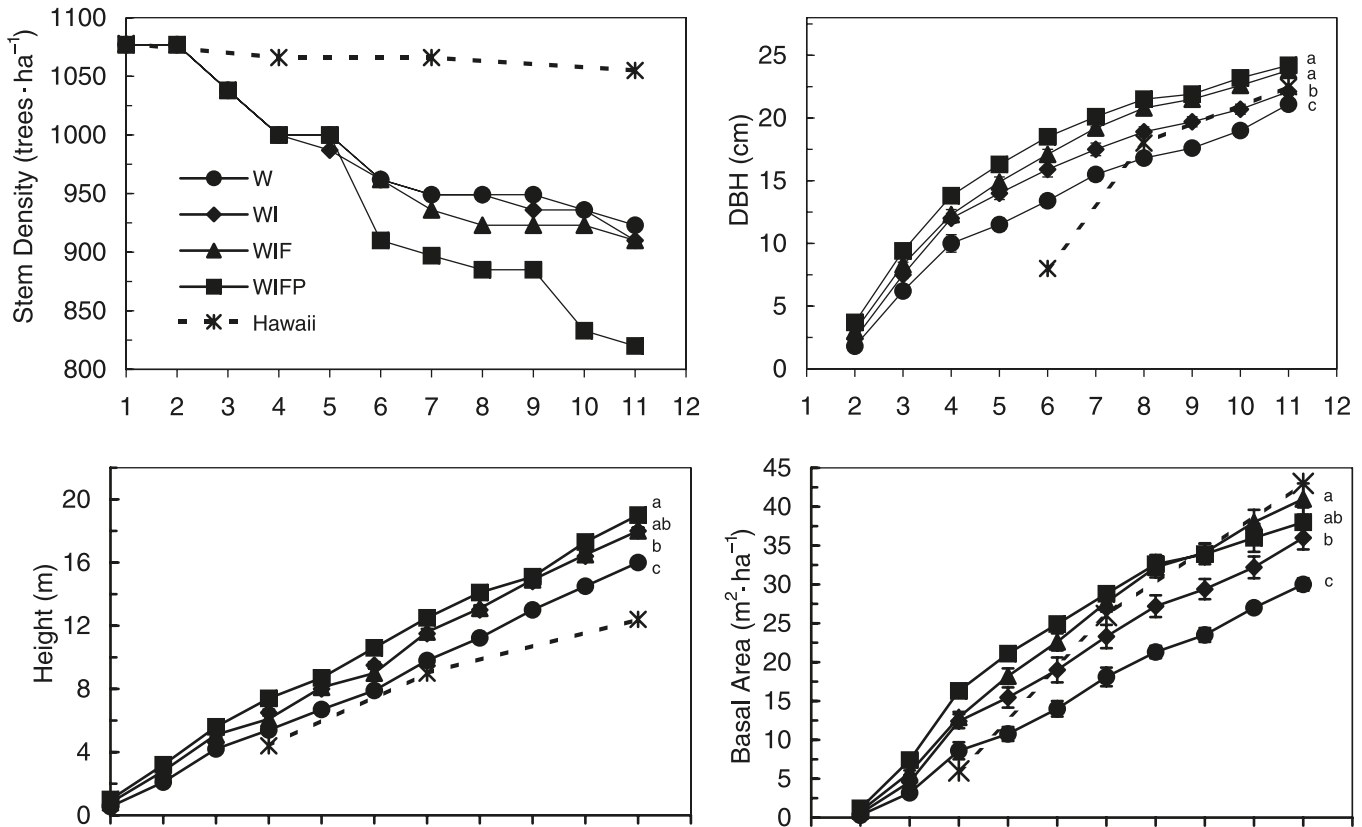 1100
1050
1000
950
900
850
800
Stem Density (trees · ha⁻¹)
W
WI
WIF
WIFP
Hawaii
1 2 3 4 5 6 7 8 9 10 11 12
25
20
15
10
5
0
DBH (cm)
a
a
b
c
1 2 3 4 5 6 7 8 9 10 11 12
20
16
12
8
4
0
Height (m)
a
ab
b
c
45
40
35
30
25
20
15
10
5
0
Basal Area (m² · ha⁻¹)
a
ab
b
c